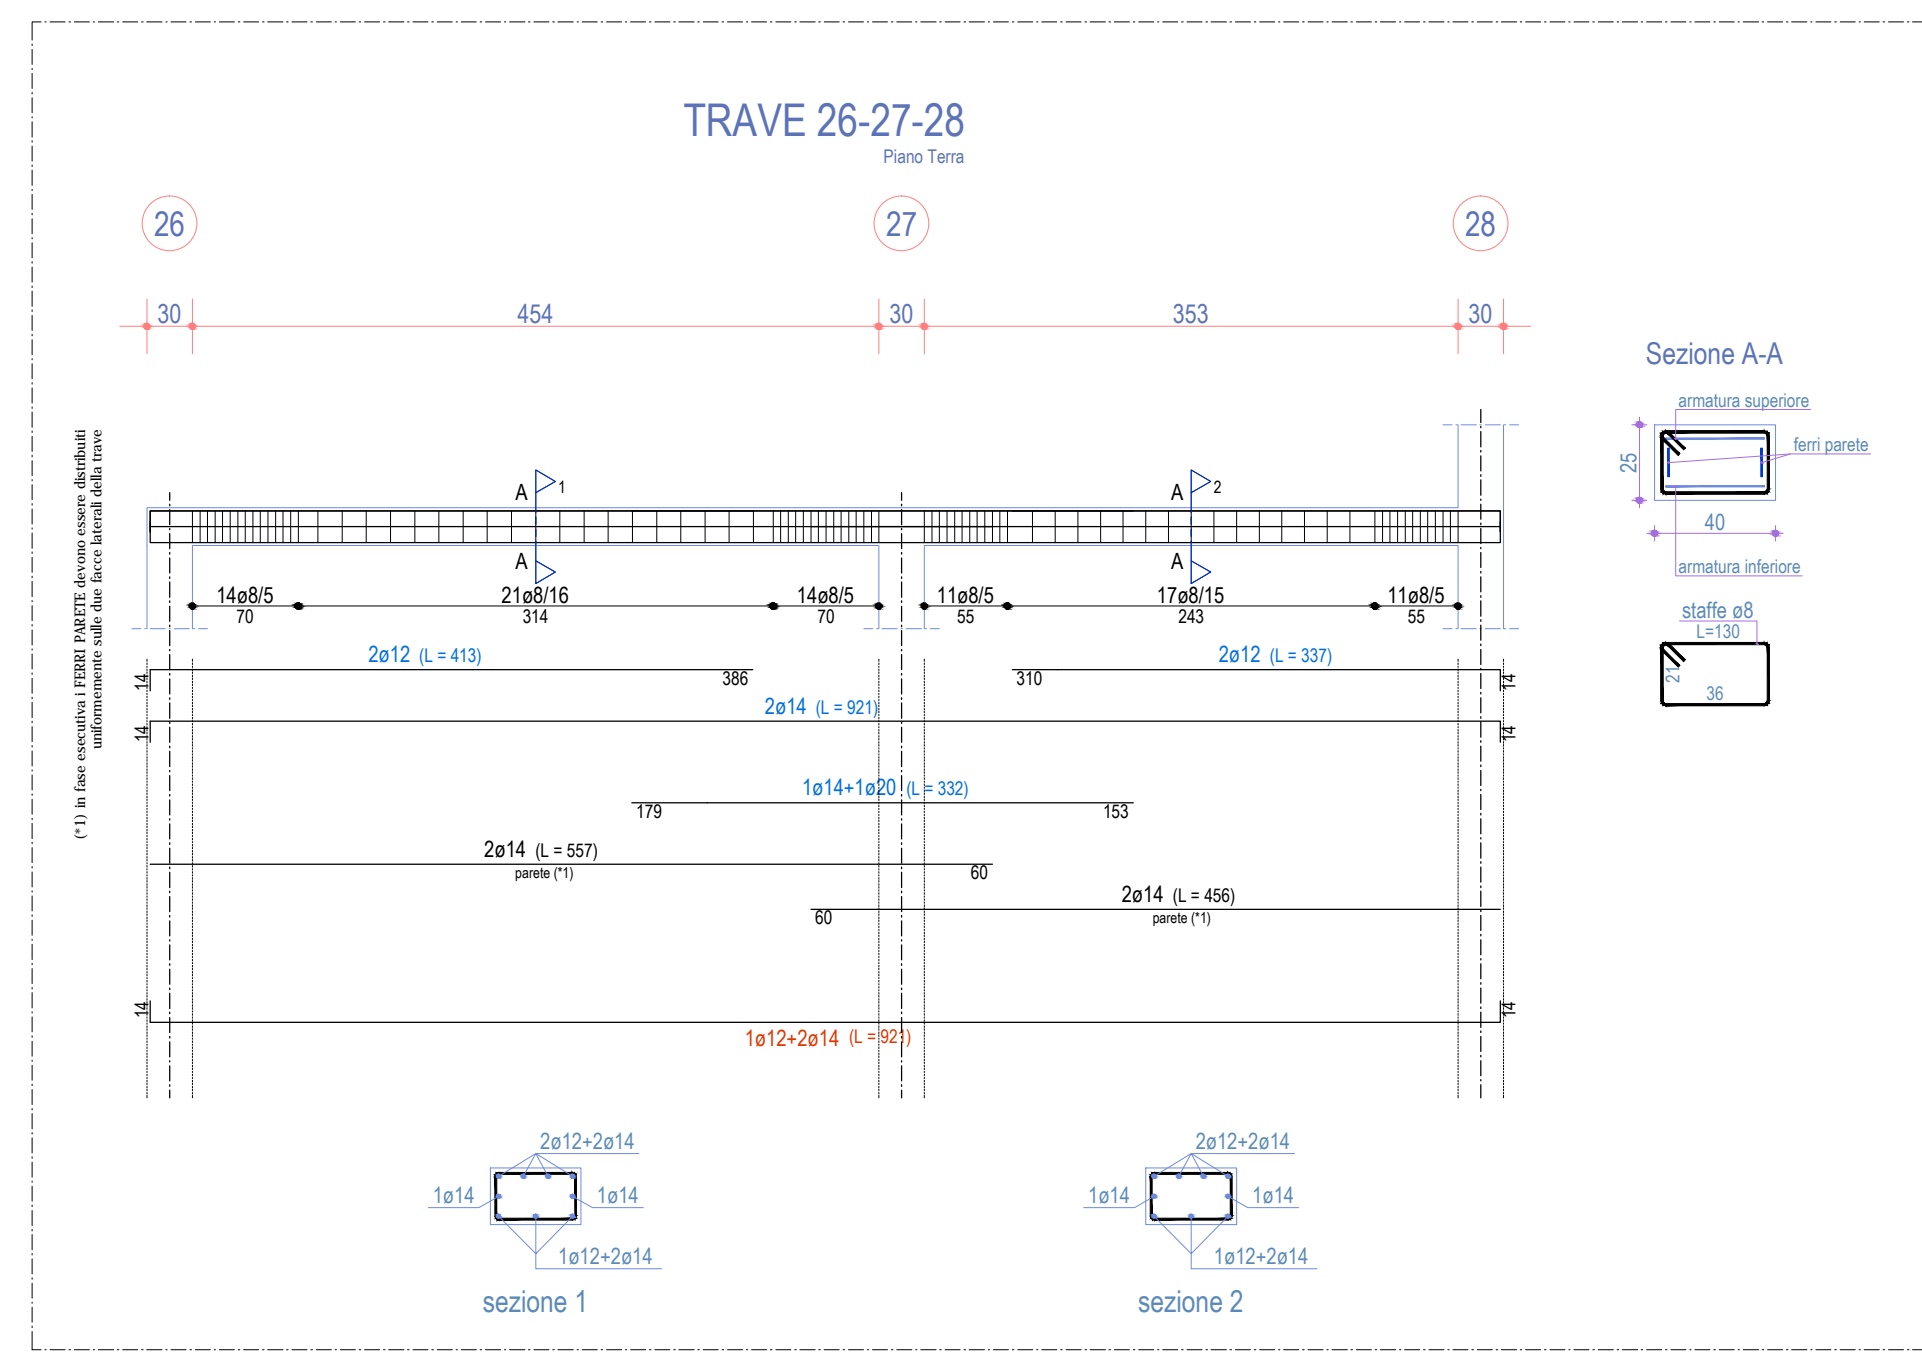 TRAVE 26-27-28
Piano Terra
26
27
28
30
454
30
353
30
Sezione A-A
armatura superiore
ferri parete
25
40
armatura inferiore
staffe ø8
L=130
21
36
(*1) in fase esecutiva i FERRI PARETE devono essere distribuiti
uniformemente sulle due facce laterali della trave
A
1
A
2
A
A
14ø8/5
21ø8/16
14ø8/5
11ø8/5
17ø8/15
11ø8/5
70
314
70
55
243
55
2ø12 (L = 413)
2ø12 (L = 337)
14
386
310
14
2ø14 (L = 921)
14
14
1ø14+1ø20 (L = 332)
179
153
2ø14 (L = 557)
parete (*1)
60
2ø14 (L = 456)
60
parete (*1)
14
14
1ø12+2ø14 (L = 921)
2ø12+2ø14
2ø12+2ø14
1ø14
1ø14
1ø14
1ø14
1ø12+2ø14
1ø12+2ø14
sezione 1
sezione 2